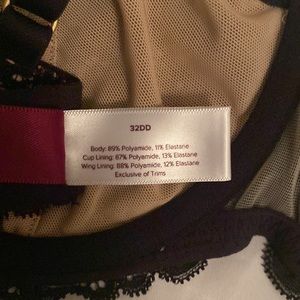 32DD
Body: 89% Polyamide, 11% Elastane
Cup Lining: 87% Polyamide, 13% Elastane
Wing Lining: 88% Polyamide, 12% Elastane
Exclusive of Trims